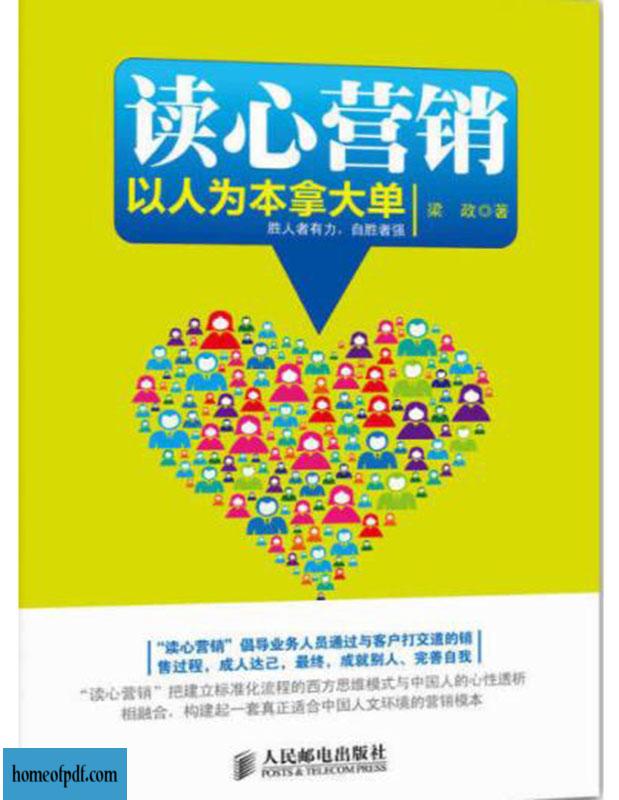 读心营销
以人为本拿大单
胜人者有力，自胜者强
梁 政◎著
“读心营销”倡导业务人员通过与客户打交道的销
售过程，成人达己，最终，成就别人、完善自我
“读心营销”把建立标准化流程的西方思维模式与中国人的心性透析
相融合，构建起一套真正适合中国人文环境的营销模本
人民邮电出版社
POSTS & TELECOM PRESS
homeofpdf.com